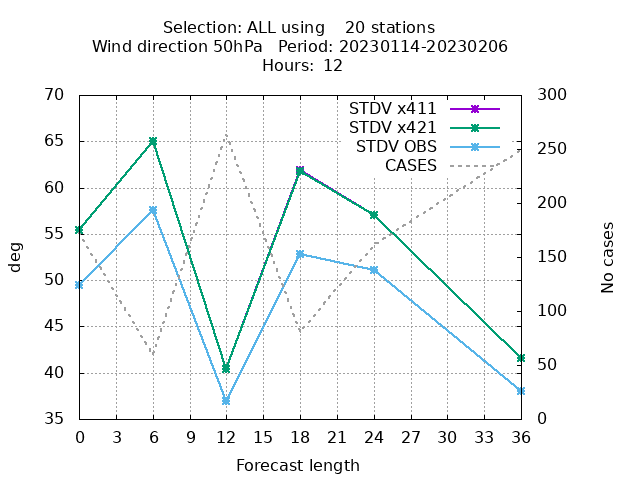 Selection: ALL using    20 stations
Wind direction 50hPa   Period: 20230114-20230206
Hours:  12
70
65
60
55
50
45
40
35
300
250
200
150
100
50
0
STDV x411
STDV x421
STDV OBS
CASES
deg
No cases
0 3 6 9 12 15 18 21 24 27 30 33 36
Forecast length